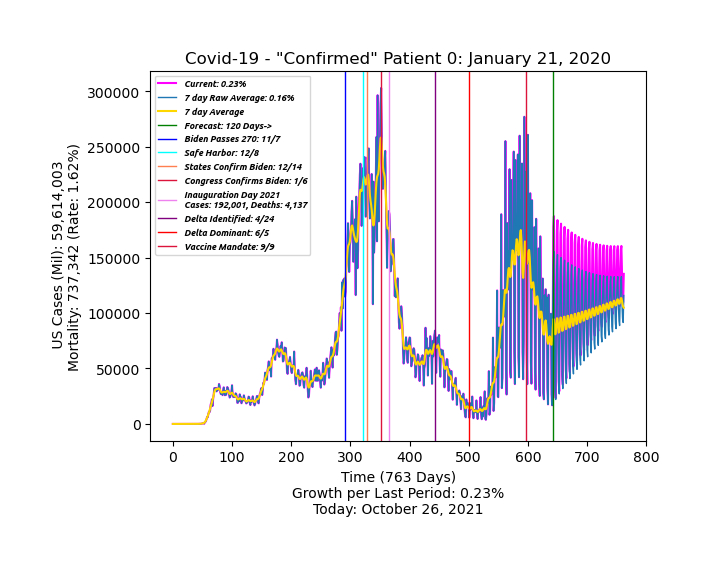 Covid-19 - "Confirmed" Patient 0: January 21, 2020
US Cases (Mil): 59,614,003
Mortality: 737,342 (Rate: 1.62%)
300000
250000
200000
150000
100000
50000
0
Current: 0.23%
7 day Raw Average: 0.16%
7 day Average
Forecast: 120 Days->
Biden Passes 270: 11/7
Safe Harbor: 12/8
States Confirm Biden: 12/14
Congress Confirms Biden: 1/6
Inauguration Day 2021
Cases: 192,001, Deaths: 4,137
Delta Identified: 4/24
Delta Dominant: 6/5
Vaccine Mandate: 9/9
0 100 200 300 400 500 600 700 800
Time (763 Days)
Growth per Last Period: 0.23%
Today: October 26, 2021